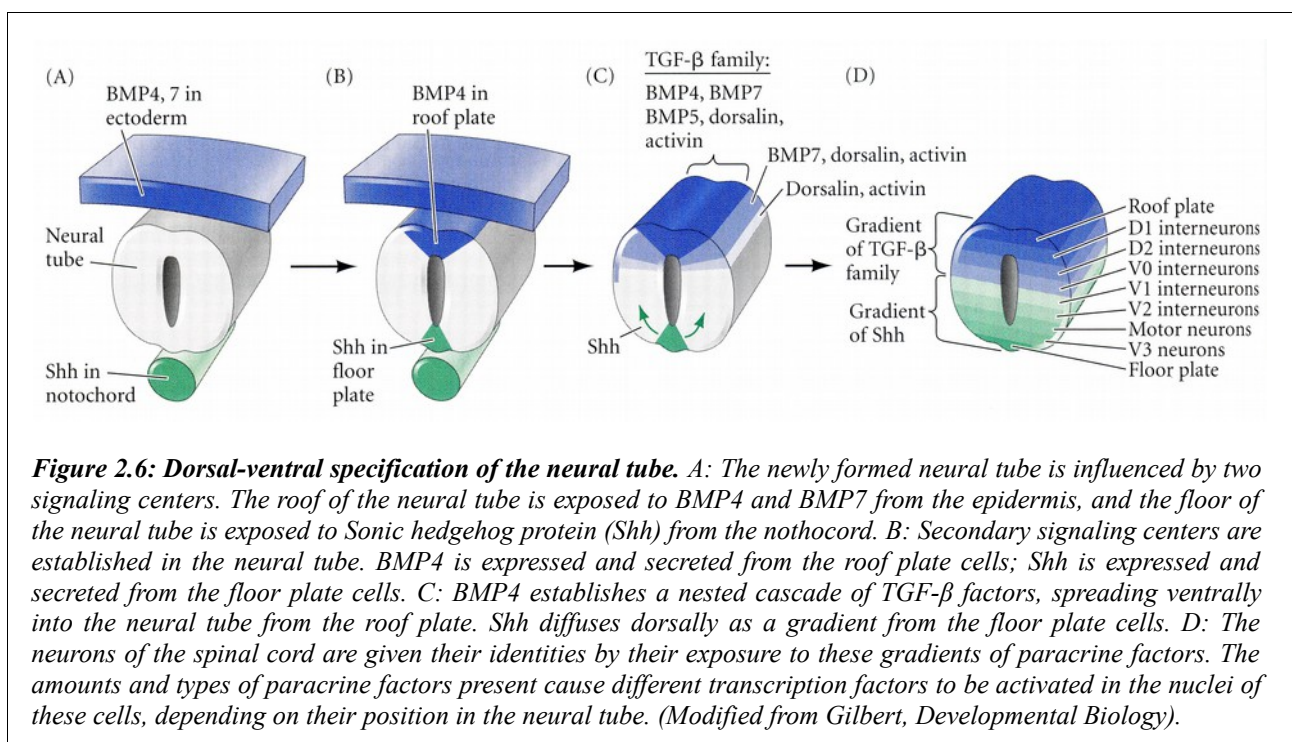 (A)
BMP4, 7 in
ectoderm
Neural
tube
Shh in
notochord
(B)
BMP4 in
roof plate
Shh in
floor
plate
(C)
TGF-β family:
BMP4, BMP7
BMP5, dorsalin,
activin
BMP7, dorsalin, activin
Dorsalin, activin
Shh
(D)
Gradient
of TGF-β
family
Gradient
of Shh
Roof plate
D1 interneurons
D2 interneurons
V0 interneurons
V1 interneurons
V2 interneurons
Motor neurons
V3 neurons
Floor plate
Figure 2.6: Dorsal-ventral specification of the neural tube. A: The newly formed neural tube is influenced by two
signaling centers. The roof of the neural tube is exposed to BMP4 and BMP7 from the epidermis, and the floor of
the neural tube is exposed to Sonic hedgehog protein (Shh) from the nothocord. B: Secondary signaling centers are
established in the neural tube. BMP4 is expressed and secreted from the roof plate cells; Shh is expressed and
secreted from the floor plate cells. C: BMP4 establishes a nested cascade of TGF-β factors, spreading ventrally
into the neural tube from the roof plate. Shh diffuses dorsally as a gradient from the floor plate cells. D: The
neurons of the spinal cord are given their identities by their exposure to these gradients of paracrine factors. The
amounts and types of paracrine factors present cause different transcription factors to be activated in the nuclei of
these cells, depending on their position in the neural tube. (Modified from Gilbert, Developmental Biology).